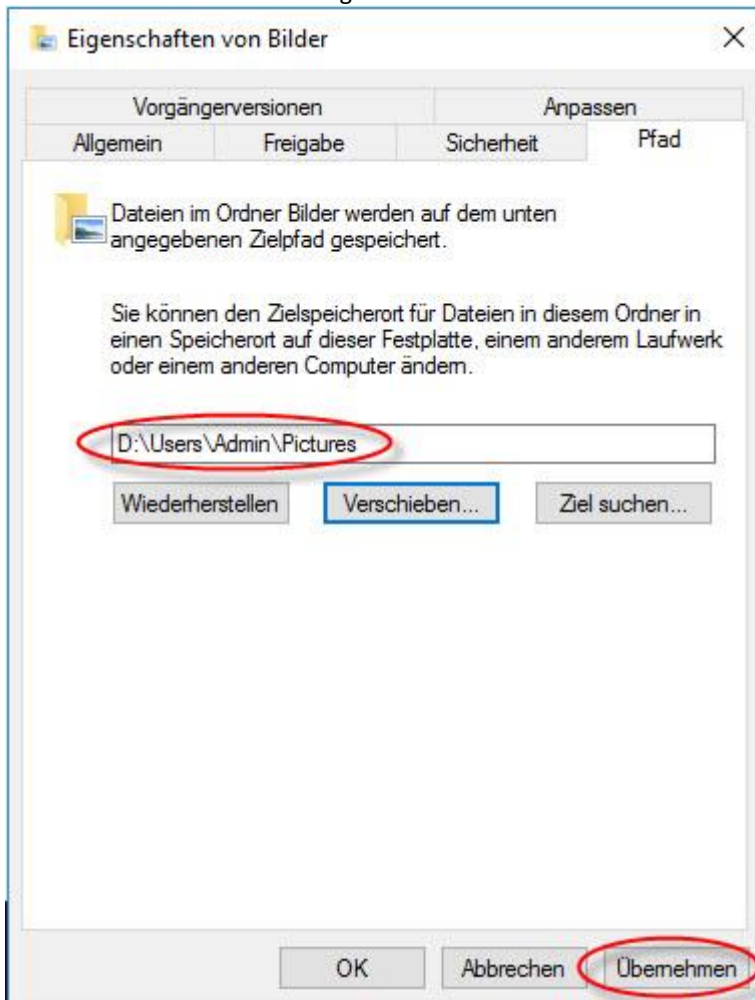 Eigenschaften von Bilder
Vorgängerversionen Anpassen
Allgemein Freigabe Sicherheit Pfad
Dateien im Ordner Bilder werden auf dem unten
angegebenen Zielpfad gespeichert.
Sie können den Zielspeicherort für Dateien in diesem Ordner in
einen Speicherort auf dieser Festplatte, einem anderem Laufwerk
oder einem anderen Computer ändern.
D:\Users\Admin\Pictures
Wiederherstellen Verschieben... Ziel suchen...
OK Abbrechen Übernehmen